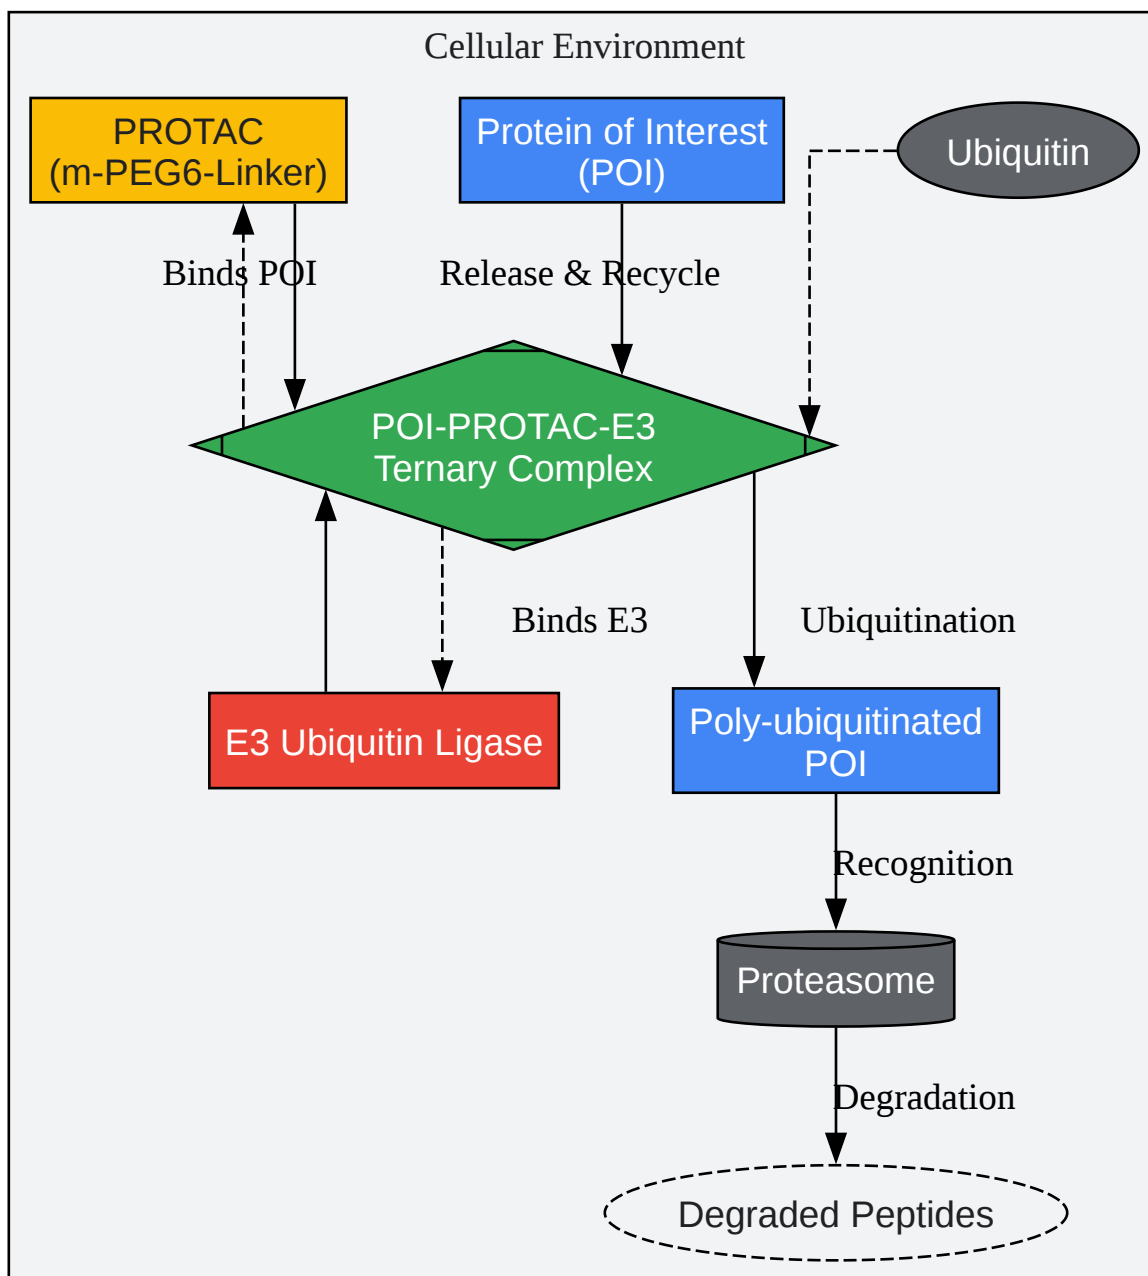 Cellular Environment
PROTAC
(m-PEG6-Linker)
Protein of Interest
(POI)
Ubiquitin
Binds POI
Release & Recycle
POI-PROTAC-E3
Ternary Complex
Binds E3
Ubiquitination
E3 Ubiquitin Ligase
Poly-ubiquitinated
POI
Recognition
Proteasome
Degradation
Degraded Peptides